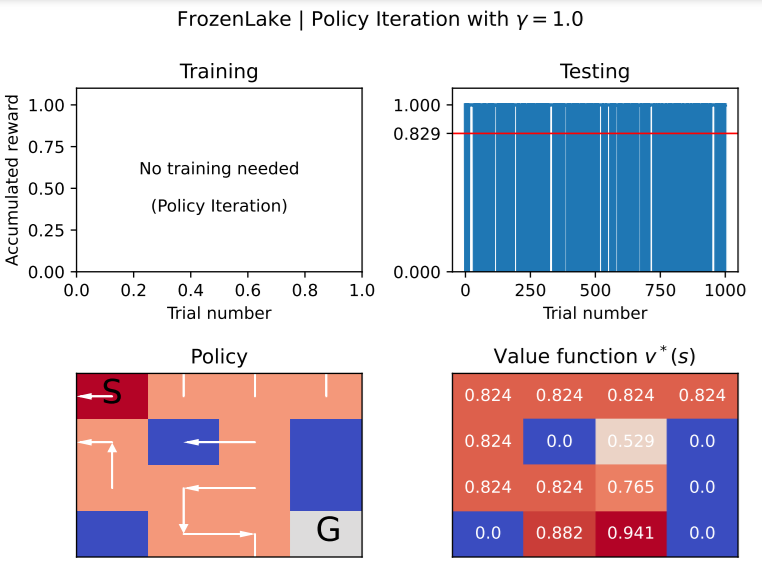 FrozenLake | Policy Iteration with γ = 1.0
Training
Accumulated reward
1.00
0.75
0.50
0.25
0.00
No training needed
(Policy Iteration)
0.0 0.2 0.4 0.6 0.8 1.0
Trial number
Testing
1.000
0.829
0.000
0 250 500 750 1000
Trial number
Policy
S
G
Value function v*(s)
0.824 0.824 0.824 0.824
0.824 0.0 0.529 0.0
0.824 0.824 0.765 0.0
0.0 0.882 0.941 0.0